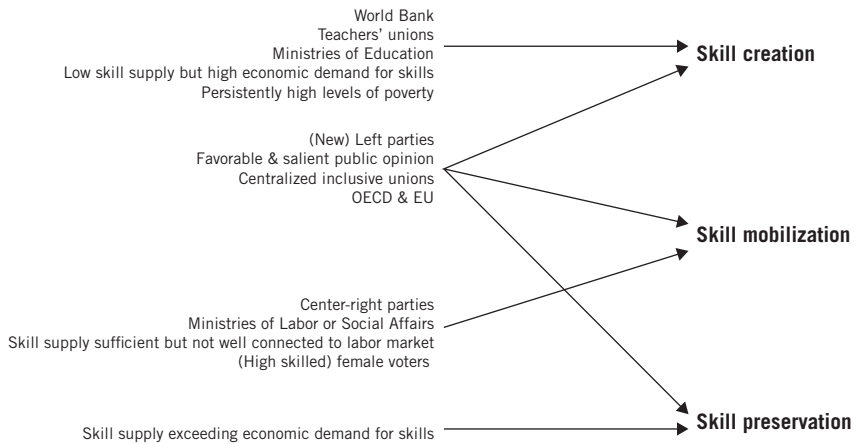 World Bank
Teachers' unions
Ministries of Education
Low skill supply but high economic demand for skills
Persistently high levels of poverty
Skill creation
(New) Left parties
Favorable & salient public opinion
Centralized inclusive unions
OECD & EU
Skill mobilization
Center-right parties
Ministries of Labor or Social Affairs
Skill supply sufficient but not well connected to labor market
(High skilled) female voters
Skill preservation
Skill supply exceeding economic demand for skills